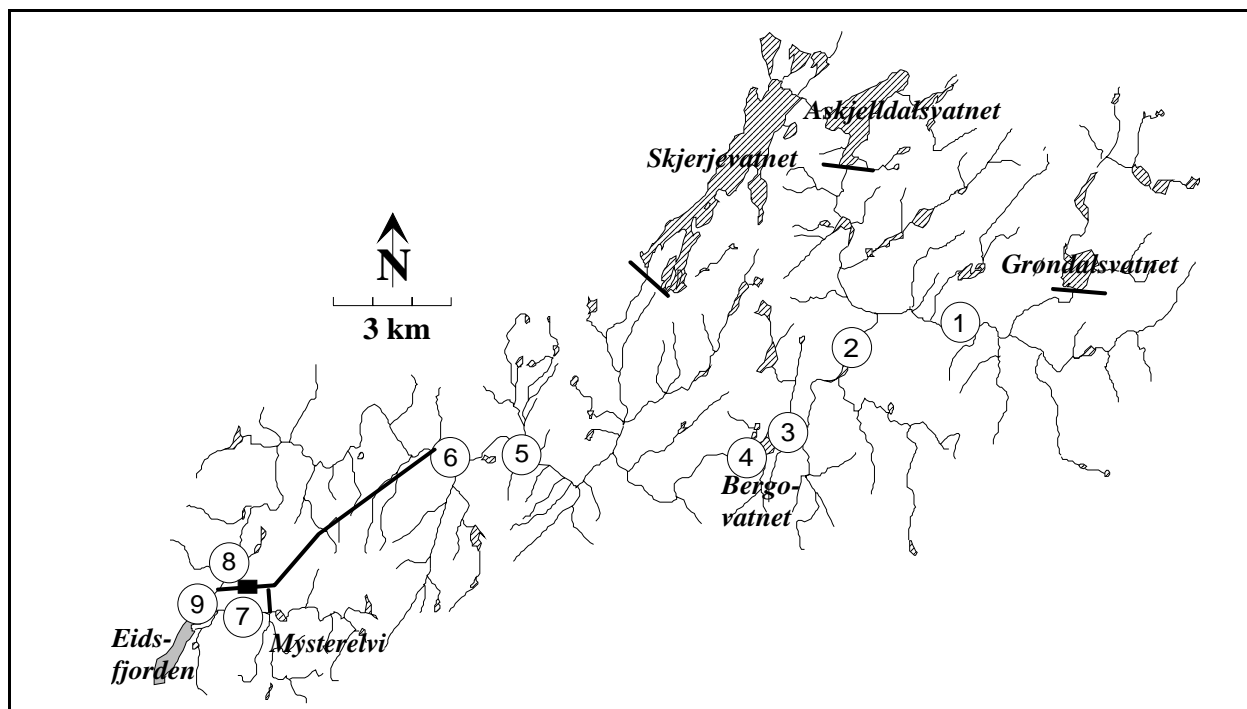 Askjelldalsvatnet
Skjerjevatnet
N
Grøndalsvatnet
3 km
1
2
3
4
5
6
Bergo-
vatnet
8
9
7
Eids-
fjorden
Mysterelvi